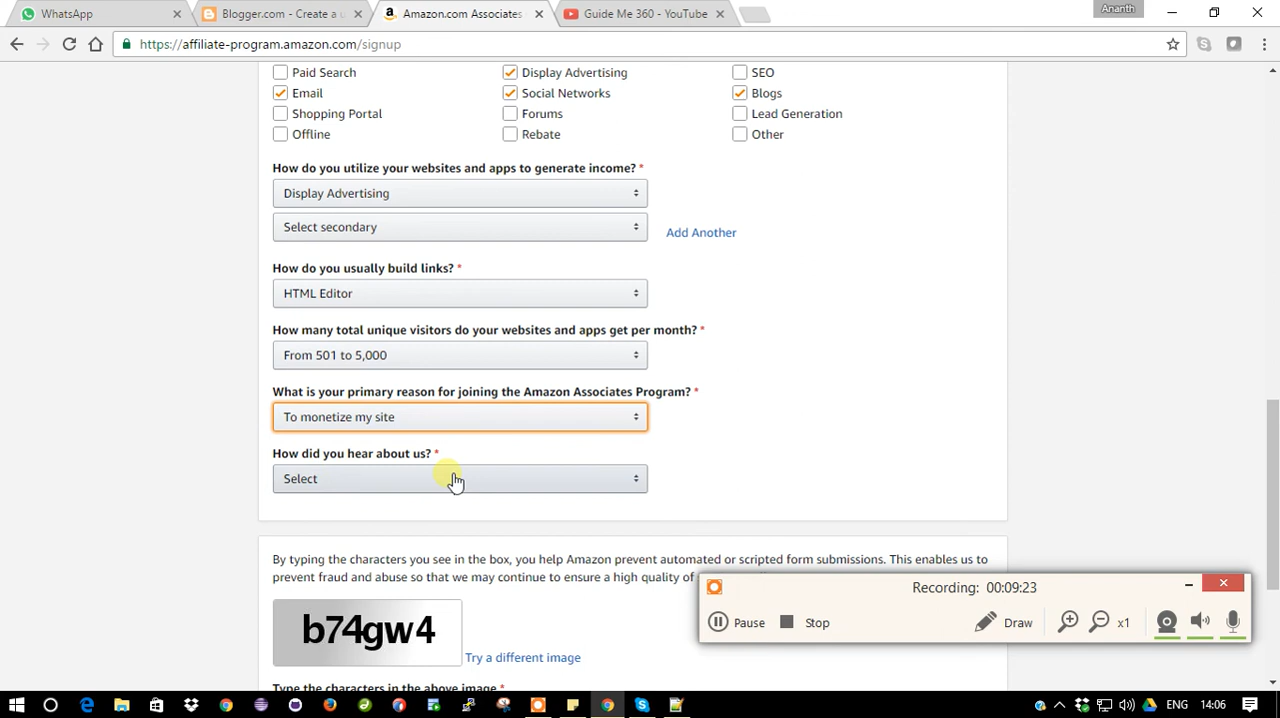 WhatsApp
Blogger.com - Create a u
Amazon.com Associates
Guide Me 360 - YouTube
Ananth
https://affiliate-program.amazon.com/signup
Paid Search
Display Advertising
SEO
Email
Social Networks
Blogs
Shopping Portal
Forums
Lead Generation
Offline
Rebate
Other
How do you utilize your websites and apps to generate income? *
Display Advertising
Select secondary
Add Another
How do you usually build links? *
HTML Editor
How many total unique visitors do your websites and apps get per month? *
From 501 to 5,000
What is your primary reason for joining the Amazon Associates Program? *
To monetize my site
How did you hear about us? *
Select
By typing the characters you see in the box, you help Amazon prevent automated or scripted form submissions. This enables us to
prevent fraud and abuse so that we may continue to ensure a high quality of
b74gw4
Try a different image
Type the characters in the above image *
Recording: 00:09:23
Pause
Stop
Draw
x1
ENG
14:06